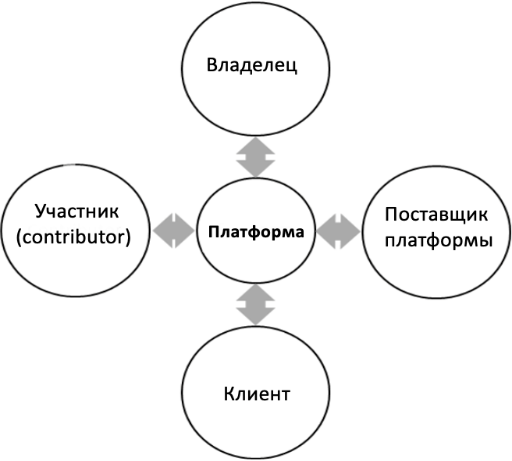 Владелец
Участник
(contributor)
Платформа
Поставщик
платформы
Клиент